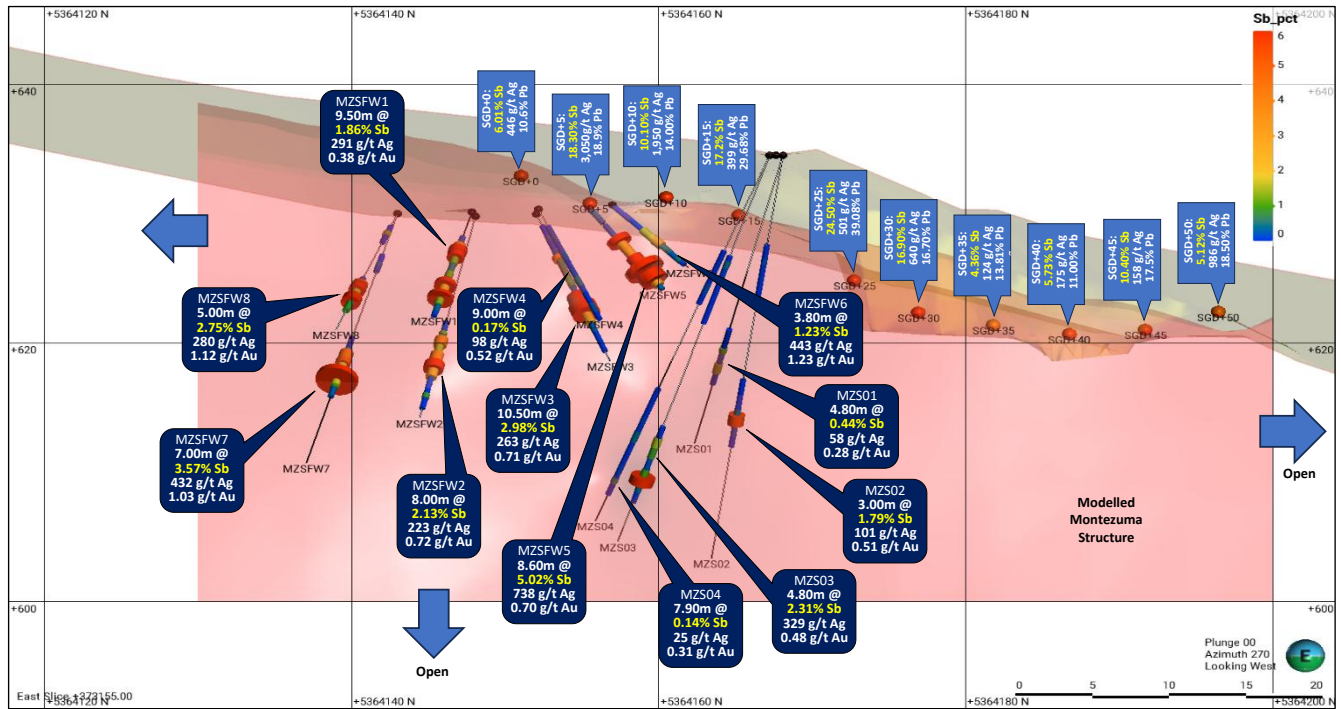 +5364120 N
+5364140 N
+5364160 N
+5364180 N
+5364200 N
Sb_pct
6
5
4
3
2
1
0
+640
+640
SGD+0:
6.01% Sb
446 g/t Ag
10.6% Pb
SGD+5:
18.30% Sb
3,050 g/t Ag
18.9% Pb
SGD+10:
10.10% Sb
1,950 g/t Ag
14.00% Pb
SGD+15:
17.2% Sb
399 g/t Ag
29.68% Pb
SGD+25:
24.50% Sb
501 g/t Ag
39.08% Pb
SGD+30:
16.90% Sb
640 g/t Ag
16.70% Pb
SGD+35:
4.36% Sb
124 g/t Ag
13.81% Pb
SGD+40:
5.73% Sb
175 g/t Ag
11.00% Pb
SGD+45:
10.40% Sb
158 g/t Ag
17.5% Pb
SGD+50:
5.12% Sb
986 g/t Ag
18.50% Pb
MZSFW1
9.50m @
1.86% Sb
291 g/t Ag
0.38 g/t Au
SGD+0
SGD+5
SGD+10
SGD+15
SGD+25
SGD+30
SGD+35
SGD+40
SGD+45
SGD+50
MZSFW8
5.00m @
2.75% Sb
280 g/t Ag
1.12 g/t Au
MZSFW8
MZSFW1
MZSFW4
9.00m @
0.17% Sb
98 g/t Ag
0.52 g/t Au
MZSFW4
MZSFW3
MZSFW5
MZSFW6
3.80m @
1.23% Sb
443 g/t Ag
1.23 g/t Au
+620
+620
MZSFW3
10.50m @
2.98% Sb
263 g/t Ag
0.71 g/t Au
MZS01
4.80m @
0.44% Sb
58 g/t Ag
0.28 g/t Au
MZSFW7
7.00m @
3.57% Sb
432 g/t Ag
1.03 g/t Au
MZSFW7
MZSFW2
MZS01
MZSFW2
8.00m @
2.13% Sb
223 g/t Ag
0.72 g/t Au
MZS02
3.00m @
1.79% Sb
101 g/t Ag
0.51 g/t Au
Open
Modelled
Montezuma
Structure
MZS04
MZS03
MZS02
MZSFW5
8.60m @
5.02% Sb
738 g/t Ag
0.70 g/t Au
MZS04
7.90m @
0.14% Sb
25 g/t Ag
0.31 g/t Au
MZS03
4.80m @
2.31% Sb
329 g/t Ag
0.48 g/t Au
+600
+600
Open
Plunge 00
Azimuth 270
Looking West
E
0
5
10
15
20
East Slice +373155.00
+5364120 N
+5364140 N
+5364160 N
+5364180 N
+5364200 N